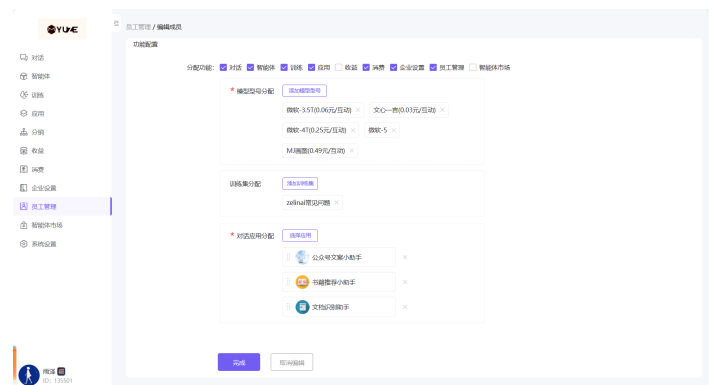 YUZE
员工管理 / 编辑成员
对话
智能体
训练
应用
分销
收益
消费
企业设置
员工管理
智能体市场
系统设置
雨泽
ID: 135501
功能配置
分配功能: 对话 智能体 训练 应用 收益 消费 企业设置 员工管理 智能体市场
* 模型型号分配 添加模型型号
微软-3.5T(0.06元/互动) × 文心一言(0.03元/互动) ×
微软-4T(0.25元/互动) × 微软-5 ×
MJ画图(0.49元/互动) ×
训练集分配 添加训练集
zelinai常见问题 ×
* 对话应用分配 选择应用
公众号文案小助手 ×
书籍推荐小助手 ×
文档识别助手 ×
完成 取消编辑